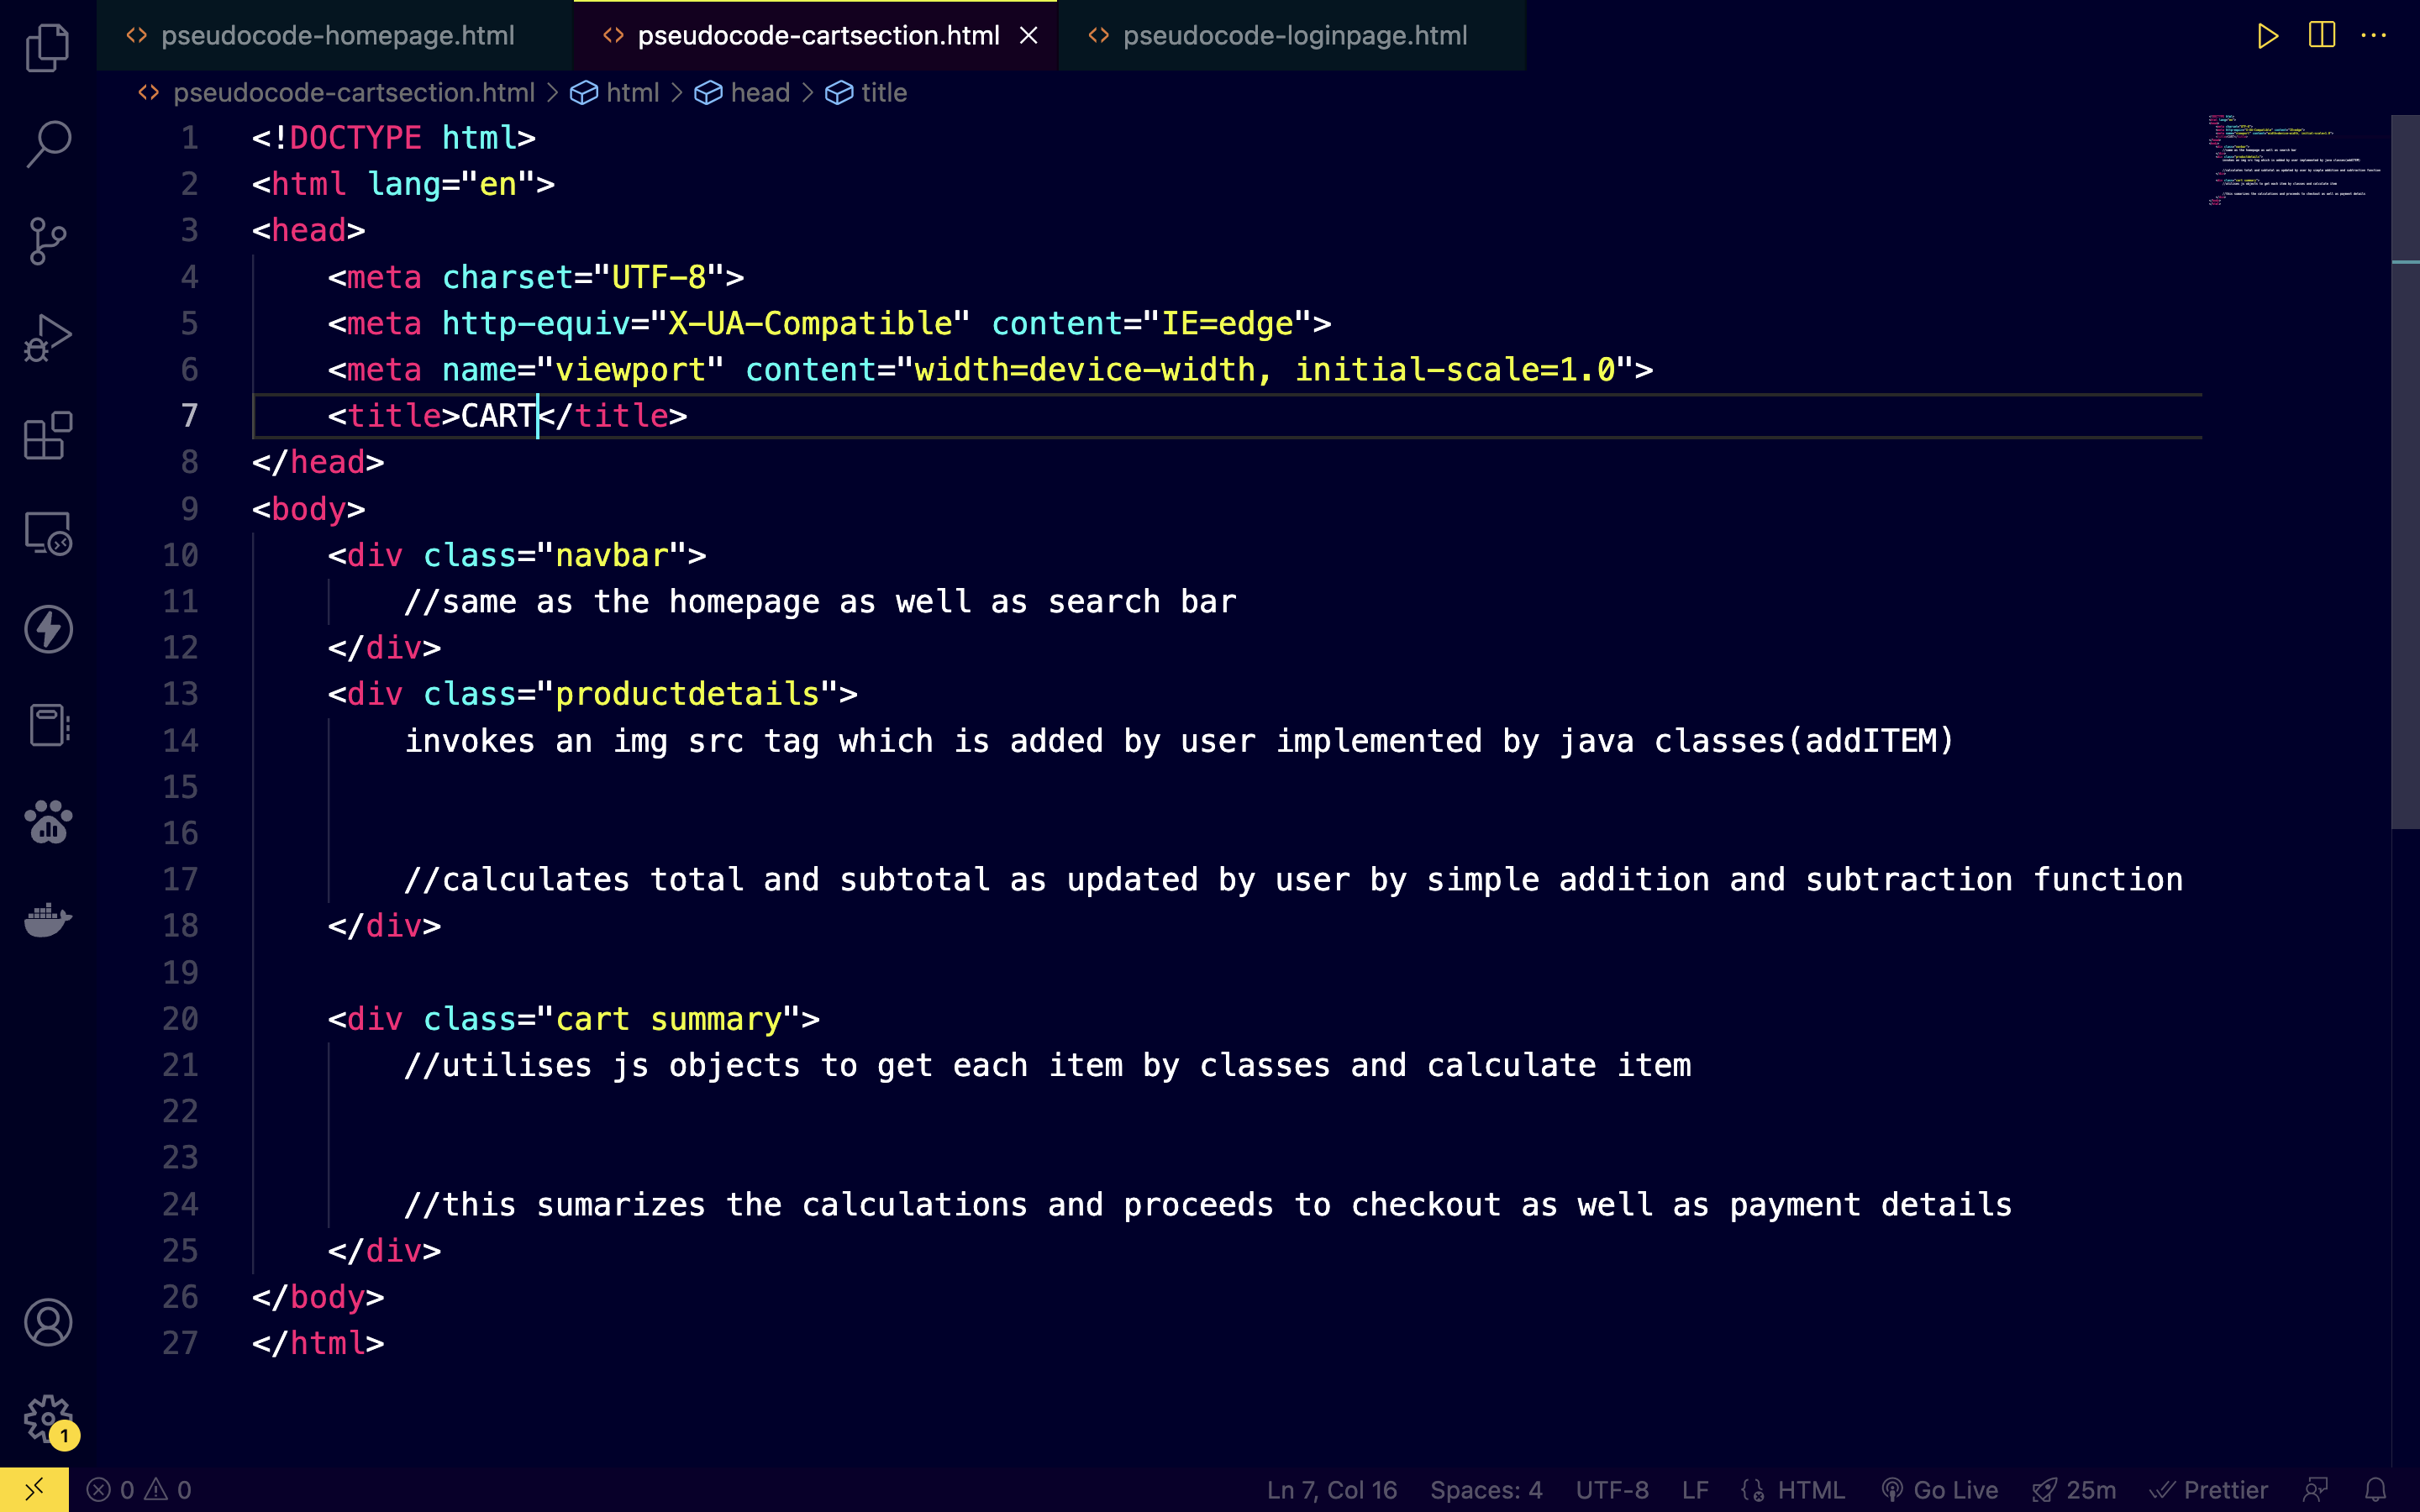 pseudocode-homepage.html
pseudocode-cartsection.html
pseudocode-loginpage.html
pseudocode-cartsection.html > html > head > title
1 <!DOCTYPE html>
2 <html lang="en">
3 <head>
4 <meta charset="UTF-8">
5 <meta http-equiv="X-UA-Compatible" content="IE=edge">
6 <meta name="viewport" content="width=device-width, initial-scale=1.0">
7 <title>CART</title>
8 </head>
9 <body>
10 <div class="navbar">
11 //same as the homepage as well as search bar
12 </div>
13 <div class="productdetails">
14 invokes an img src tag which is added by user implemented by java classes(addITEM)
15
16
17 //calculates total and subtotal as updated by user by simple addition and subtraction function
18 </div>
19
20 <div class="cart summary">
21 //utilises js objects to get each item by classes and calculate item
22
23
24 //this sumarizes the calculations and proceeds to checkout as well as payment details
25 </div>
26 </body>
27 </html>
1
0 0 Ln 7, Col 16 Spaces: 4 UTF-8 LF HTML Go Live 25m Prettier